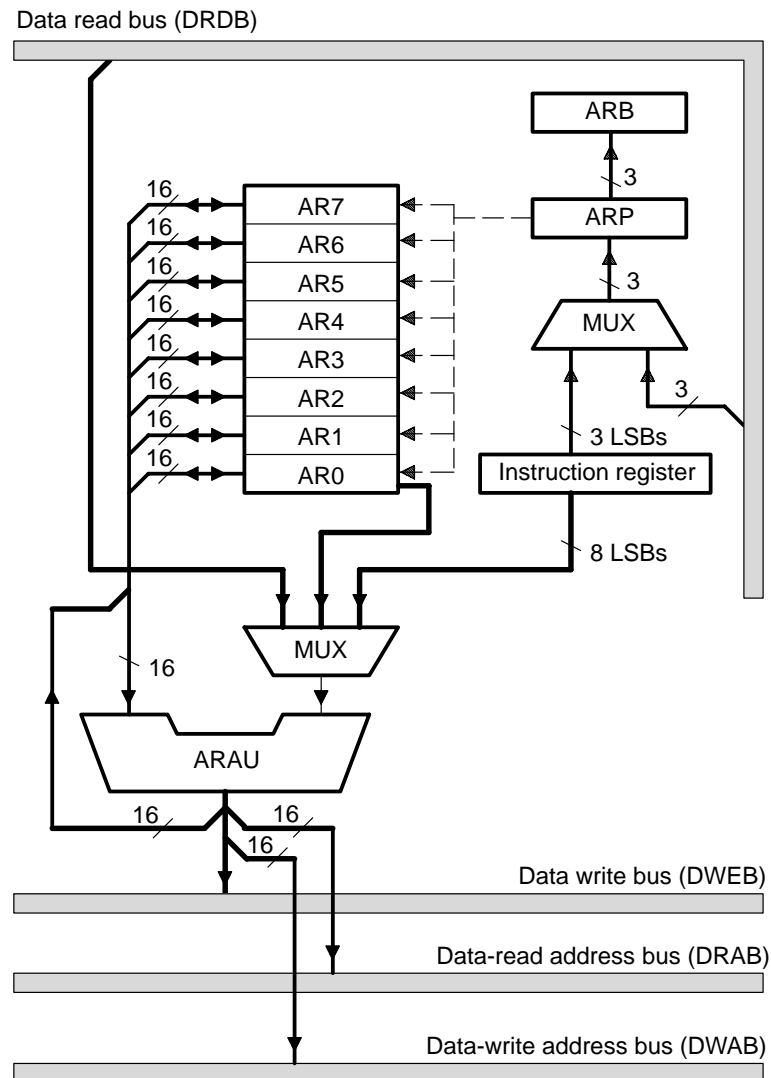 Data read bus (DRDB)
ARB
3
ARP
16
AR7
16
AR6
16
AR5
3
16
AR4
MUX
16
AR3
16
AR2
3
16
AR1
3 LSBs
16
AR0
Instruction register
8 LSBs
MUX
16
ARAU
16
16
16
Data write bus (DWEB)
Data-read address bus (DRAB)
Data-write address bus (DWAB)